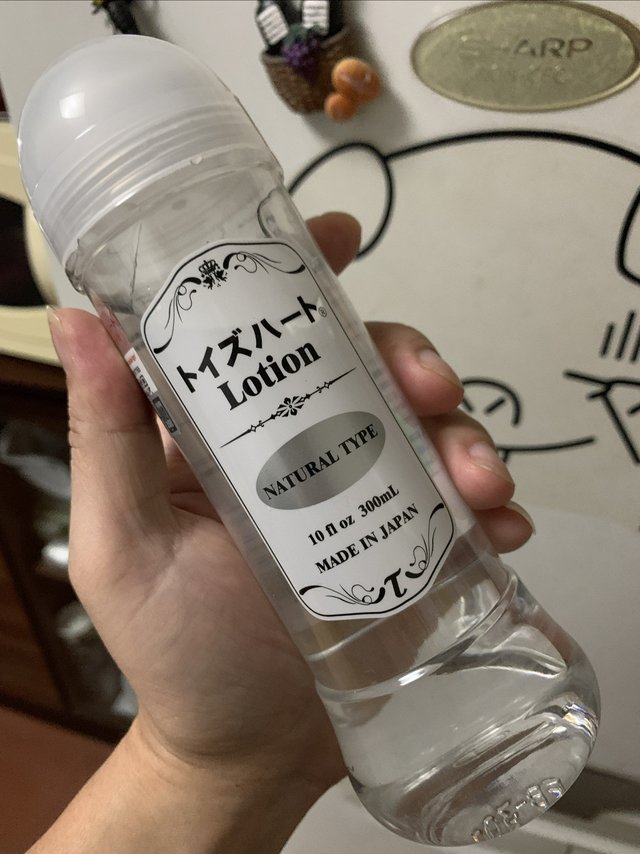 SHARP
トイズハート®
Lotion
NATURAL TYPE
10 fl oz 300mL
MADE IN JAPAN
τ